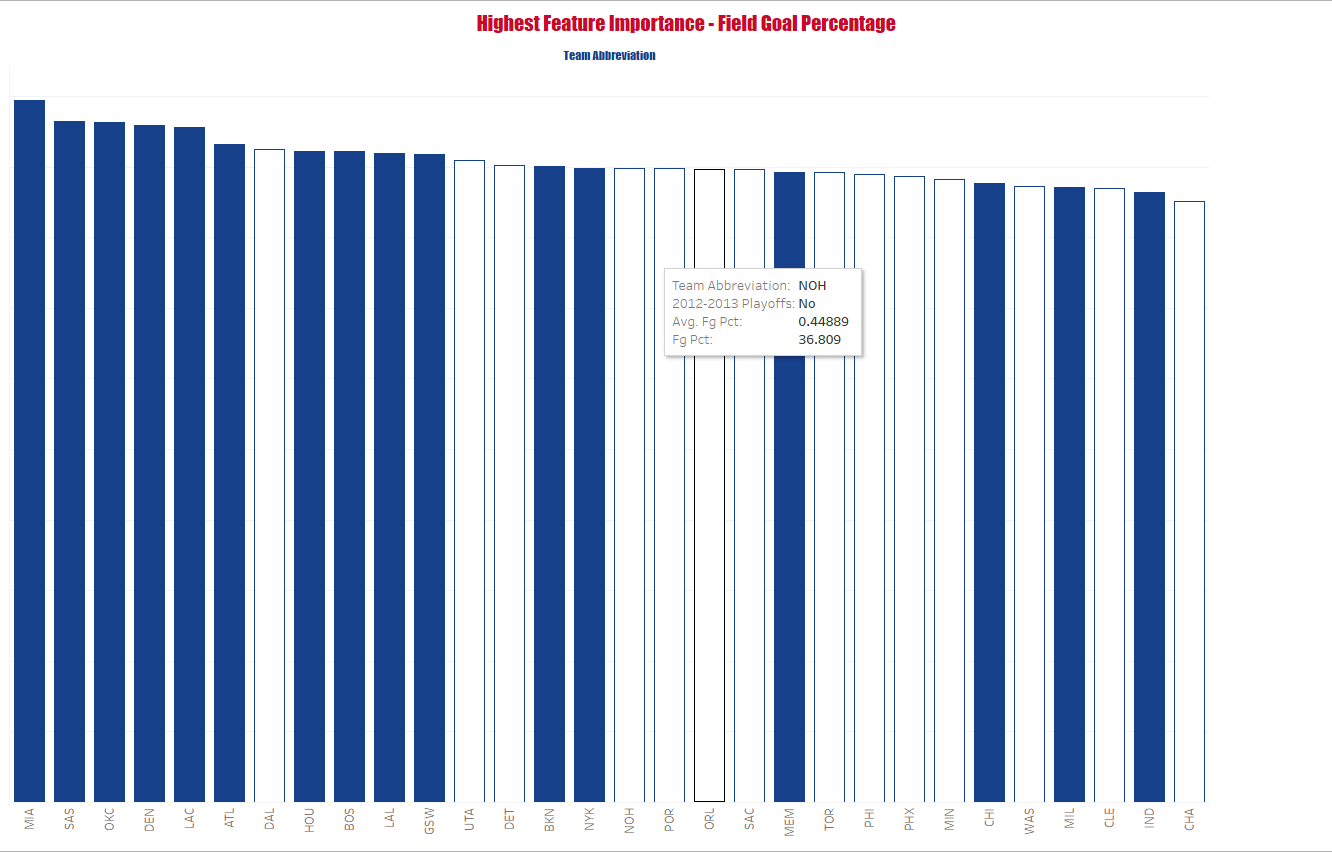 Highest Feature Importance - Field Goal Percentage
Team Abbreviation
Team Abbreviation: NOH
2012-2013 Playoffs: No
Avg. Fg Pct: 0.44889
Fg Pct: 36.809
MIA SAS OKC DEN LAC ATL DAL HOU BOS LAL GSW UTA DET BKN NYK NOH POR ORL SAC MEM TOR PHI PHX MIN CHI WAS MIL CLE IND CHA